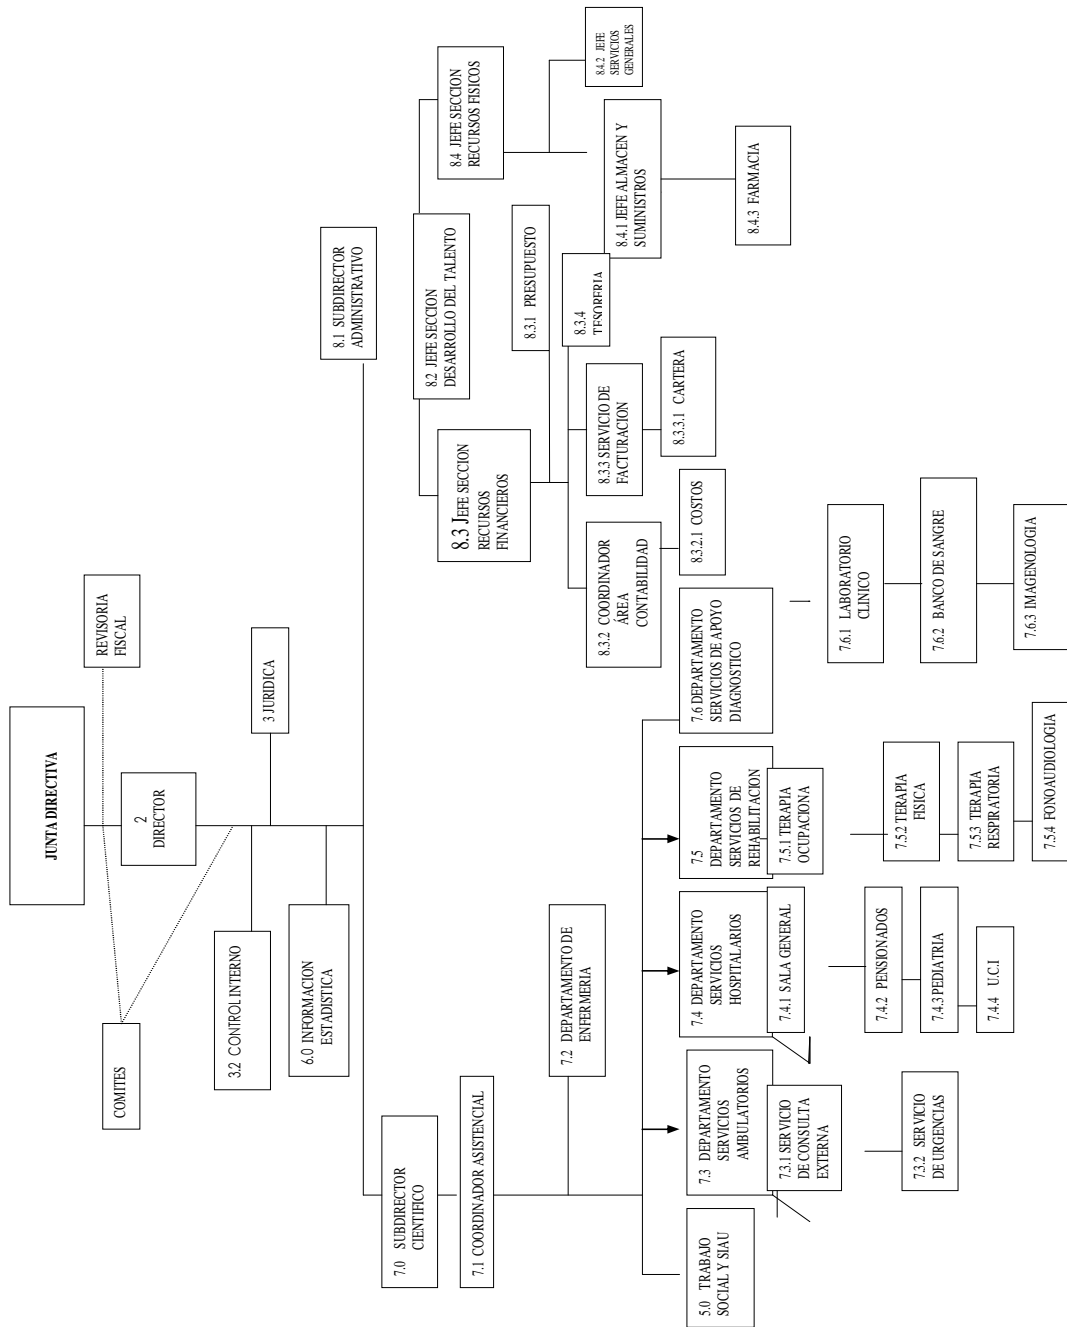 JUNTA DIRECTIVA
REVISORIA
FISCAL
COMITES
2
DIRECTOR
3 JURIDICA
3.2 CONTROL INTERNO
6.0 INFORMACION
ESTADISTICA
7.0 SUBDIRECTOR
CIENTIFICO
8.1 SUBDIRECTOR
ADMINISTRATIVO
7.1 COORDINADOR ASISTENCIAL
7.2 DEPARTAMENTO DE
ENFERMERIA
8.2 JEFE SECCION
DESARROLLO DEL TALENTO
8.3 JEFE SECCION
RECURSOS
FINANCIEROS
8.4 JEFE SECCION
RECURSOS FISICOS
8.3.1 PRESUPUESTO
8.3.4
TESORERIA
8.3.2 COORDINADOR
ÁREA
CONTABILIDAD
8.3.3 SERVICIO DE
FACTURACION
8.4.1 JEFE ALMACEN Y
SUMINISTROS
8.4.2 JEFE
SERVICIOS
GENERALES
8.3.2.1 COSTOS
8.3.3.1 CARTERA
8.4.3 FARMACIA
5.0 TRABAJO
SOCIAL Y SIAU
7.3 DEPARTAMENTO
SERVICIOS
AMBULATORIOS
7.4 DEPARTAMENTO
SERVICIOS
HOSPITALARIOS
7.5
DEPARTAMENTO
SERVICIOS DE
REHABILITACION
7.6 DEPARTAMENTO
SERVICIOS DE APOYO
DIAGNOSTICO
7.3.1 SERVICIO
DE CONSULTA
EXTERNA
7.3.2 SERVICIO
DE URGENCIAS
7.4.1 SALA GENERAL
7.4.2 PENSIONADOS
7.4.3 PEDIATRIA
7.4.4 U.C.I
7.5.1 TERAPIA
OCUPACIONA
7.5.2 TERAPIA
FISICA
7.5.3 TERAPIA
RESPIRATORIA
7.5.4 FONOAUDIOLOGIA
7.6.1 LABORATORIO
CLINICO
7.6.2 BANCO DE SANGRE
7.6.3 IMAGENOLOGIA